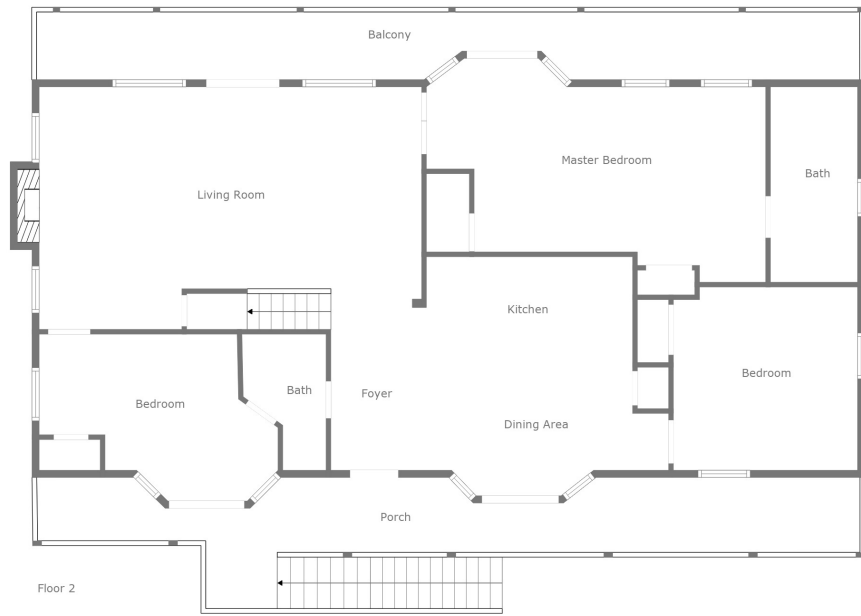 Balcony
Master Bedroom
Bath
Living Room
Kitchen
Bedroom
Bath
Foyer
Bedroom
Dining Area
Porch
Floor 2